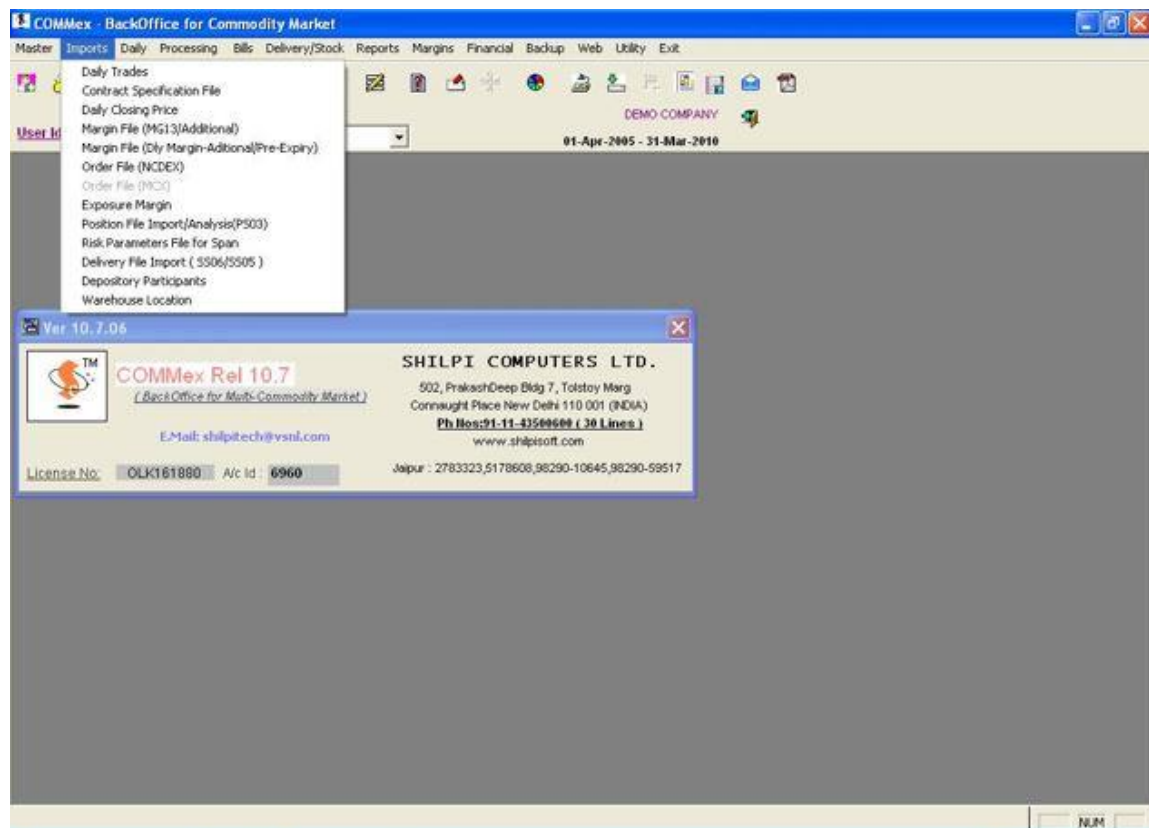 COMMex - BackOffice for Commodity Market
Master Imports Daily Processing Bills Delivery/Stock Reports Margins Financial Backup Web Utility Exit
DEMO COMPANY
User Id
01-Apr-2005 - 31-Mar-2010
Daily Trades
Contract Specification File
Daily Closing Price
Margin File (MG13/Additional)
Margin File (Dly Margin-Aditional/Pre-Expiry)
Order File (NCDEX)
Order File (MCX)
Exposure Margin
Position File Import/Analysis(PS03)
Risk Parameters File for Span
Delivery File Import ( SS06/SS05 )
Depository Participants
Warehouse Location
Ver 10.7.06
TM
COMMex Rel 10.7
( BackOffice for Multi-Commodity Market )
E.Mail: shilpitech@vsnl.com
License No: OLK161880 A/c Id : 6960
SHILPI COMPUTERS LTD.
502, PrakashDeep Bldg 7, Tolstoy Marg
Connaught Place New Delhi 110 001 (INDIA)
Ph Nos:91-11-43500600 ( 30 Lines )
www.shilpisoft.com
Jaipur : 2783323,5178608,98290-10645,98290-59517
NUM